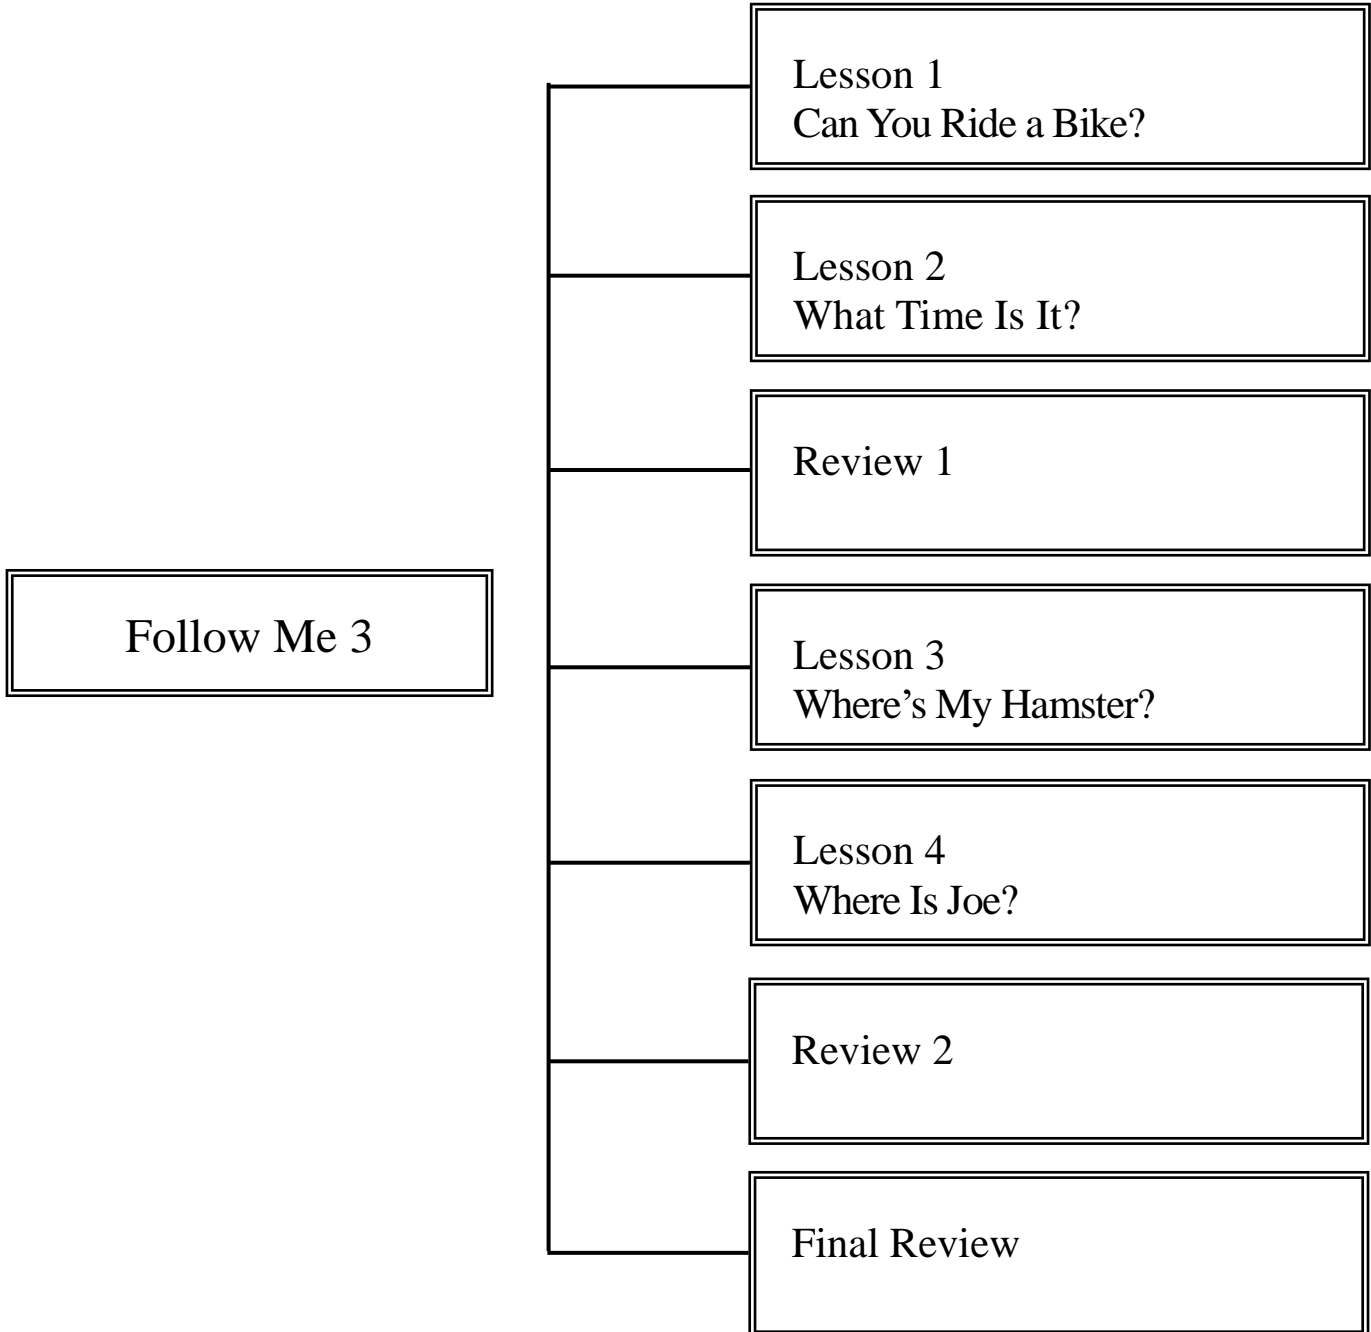 Follow Me 3
Lesson 1
Can You Ride a Bike?
Lesson 2
What Time Is It?
Review 1
Lesson 3
Where’s My Hamster?
Lesson 4
Where Is Joe?
Review 2
Final Review